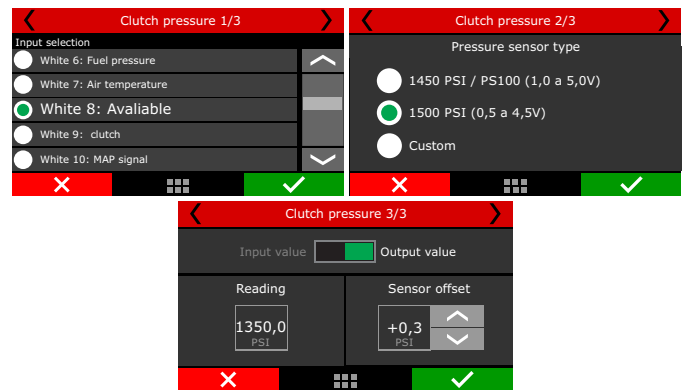 Clutch pressure 1/3
Input selection
White 6: Fuel pressure
White 7: Air temperature
White 8: Avaliable
White 9: clutch
White 10: MAP signal
Clutch pressure 2/3
Pressure sensor type
1450 PSI / PS100 (1,0 a 5,0V)
1500 PSI (0,5 a 4,5V)
Custom
Clutch pressure 3/3
Input value Output value
Reading
1350,0
PSI
Sensor offset
+0,3
PSI